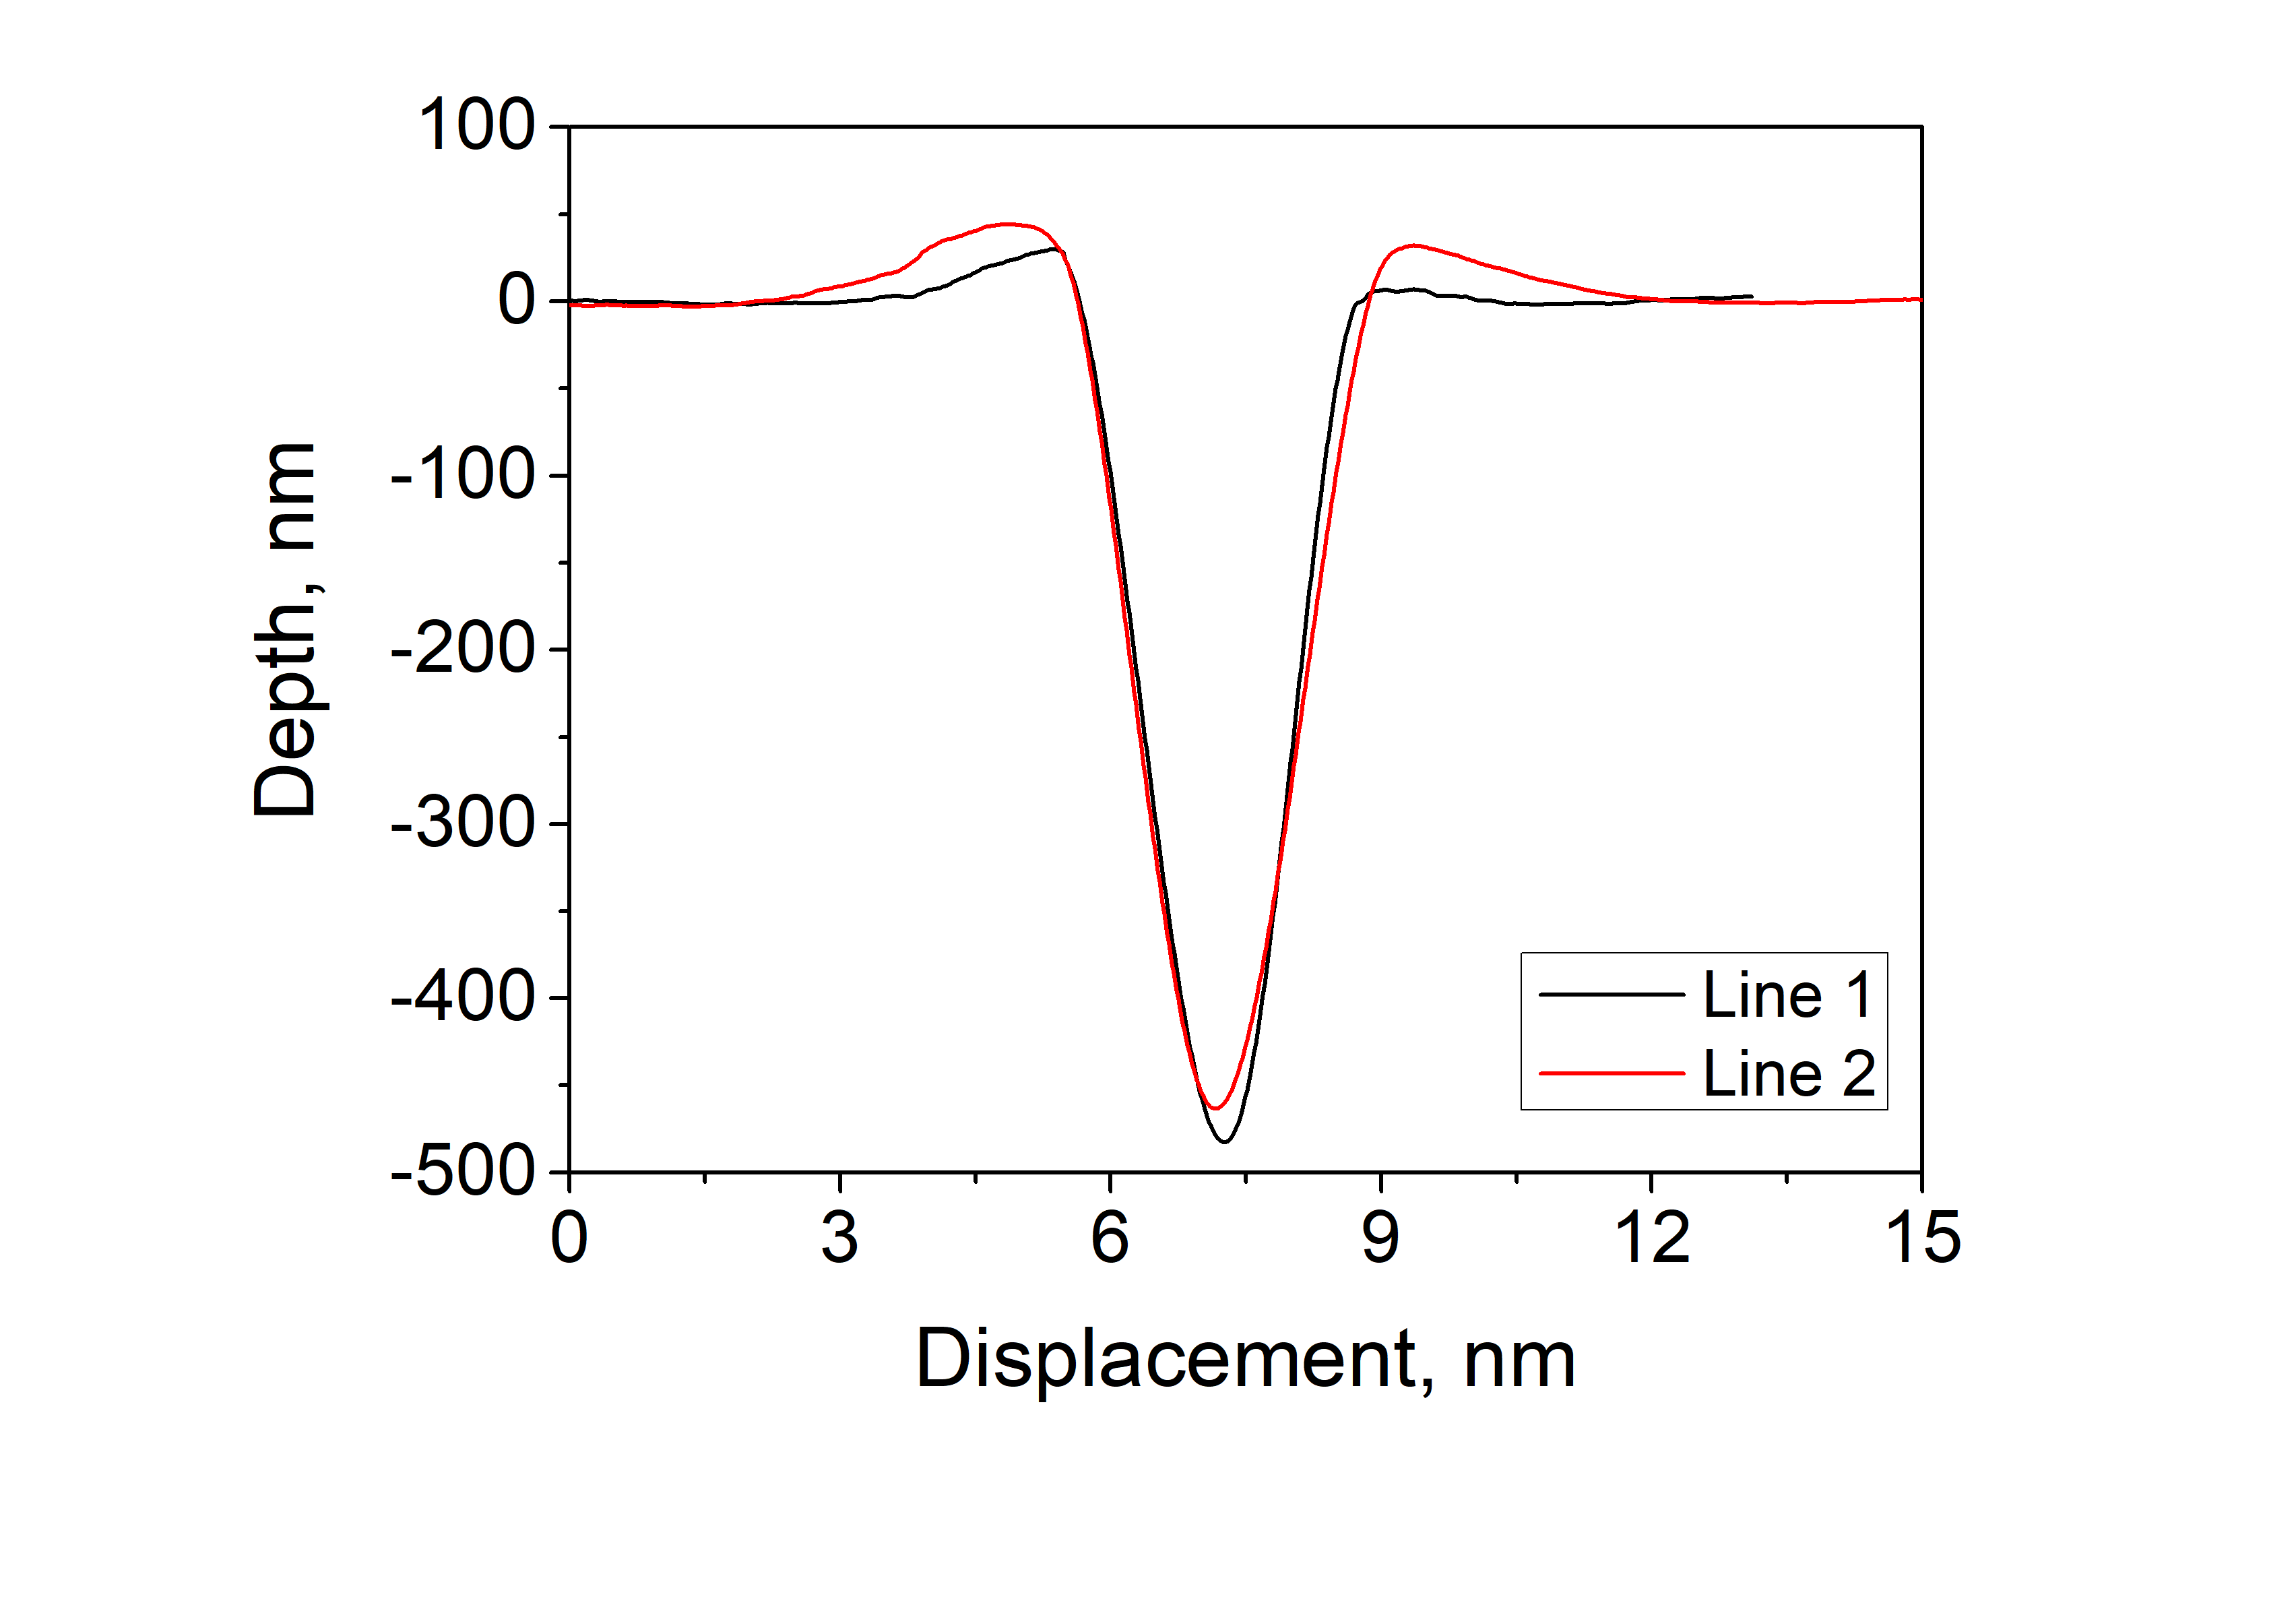 100
0
-100
-200
-300
-400
-500
Depth, nm
0 3 6 9 12 15
Displacement, nm
Line 1
Line 2